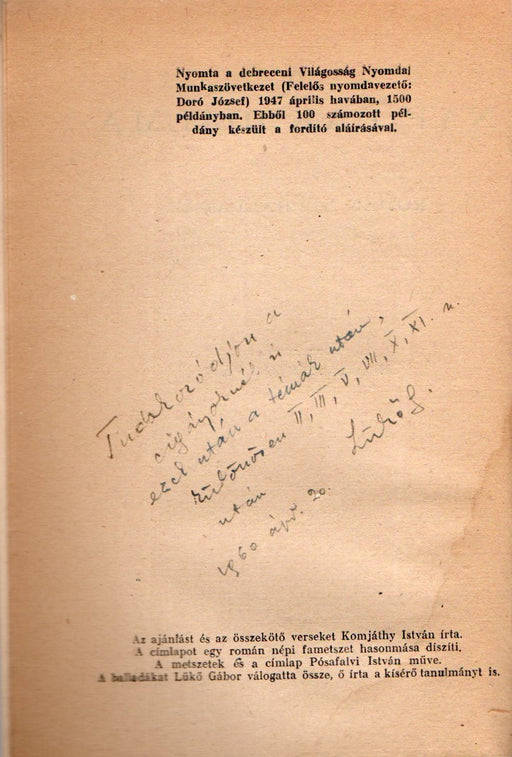 Nyomta a debreceni Világosság Nyomdai
Munkaszövetkezet (Felelős nyomdavezető:
Doró József) 1947 április havában, 1500
példányban. Ebből 100 számozott pél-
dány készült a fordító aláírásával.
Tudakozódjon a
cigányoknál is
ezek után a témák után,
különösen II, III, V, VII, X, XI.
után
Lükő G.
1960 ápr. 20.
Az ajánlást és az összekötő verseket Komjáthy István írta.
A címlapot egy román népi fametszet hasonmása díszíti.
A metszetek és a címlap Pósafalvi István műve.
A balladákat Lükő Gábor válogatta össze, ő írta a kísérő tanulmányt is.